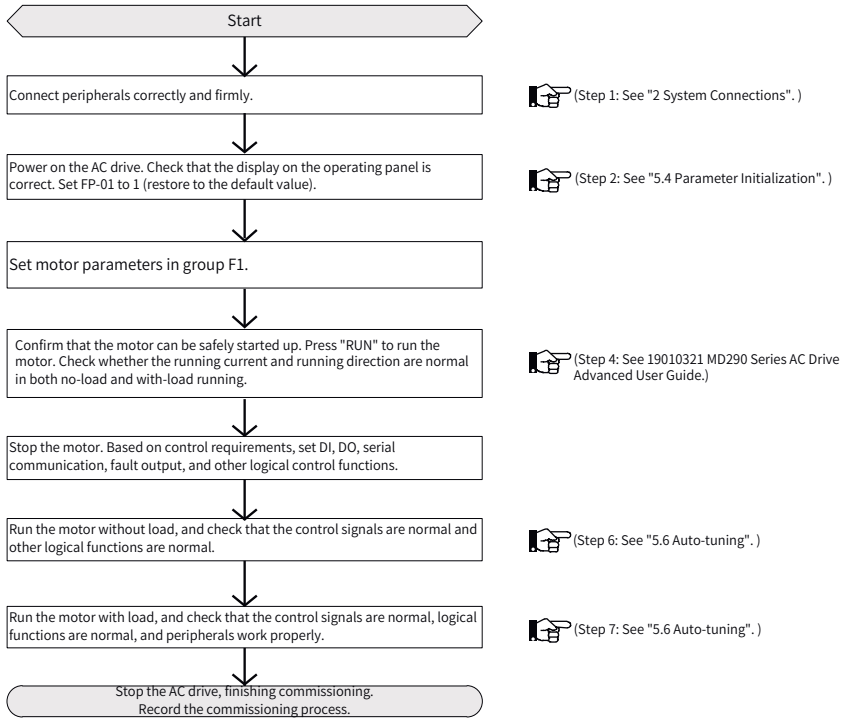 Start
Connect peripherals correctly and firmly.
(Step 1: See "2 System Connections". )
Power on the AC drive. Check that the display on the operating panel is
correct. Set FP-01 to 1 (restore to the default value).
(Step 2: See "5.4 Parameter Initialization". )
Set motor parameters in group F1.
Confirm that the motor can be safely started up. Press "RUN" to run the
motor. Check whether the running current and running direction are normal
in both no-load and with-load running.
(Step 4: See 19010321 MD290 Series AC Drive
Advanced User Guide.)
Stop the motor. Based on control requirements, set DI, DO, serial
communication, fault output, and other logical control functions.
Run the motor without load, and check that the control signals are normal and
other logical functions are normal.
(Step 6: See "5.6 Auto-tuning". )
Run the motor with load, and check that the control signals are normal, logical
functions are normal, and peripherals work properly.
(Step 7: See "5.6 Auto-tuning". )
Stop the AC drive, finishing commissioning.
Record the commissioning process.